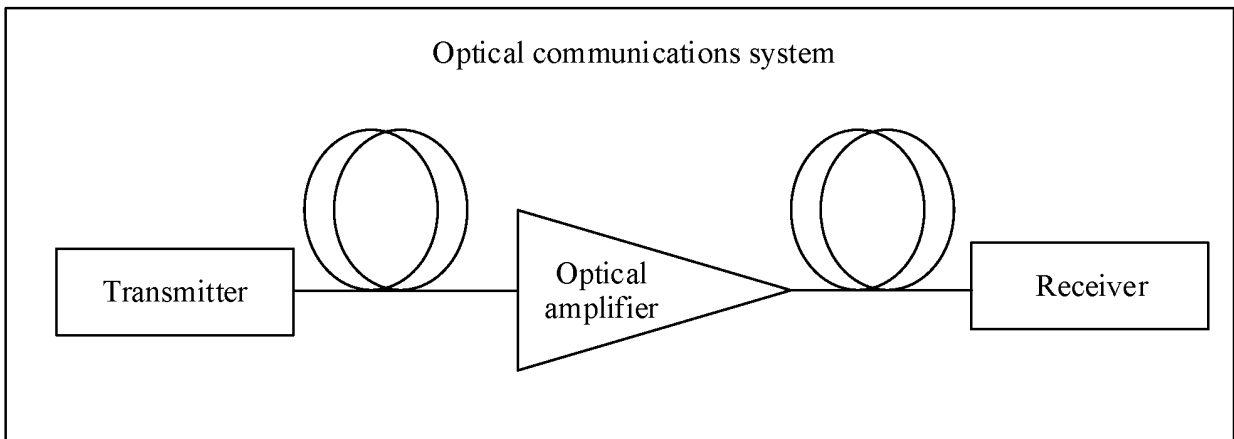 Optical communications system
Transmitter
Optical
amplifier
Receiver